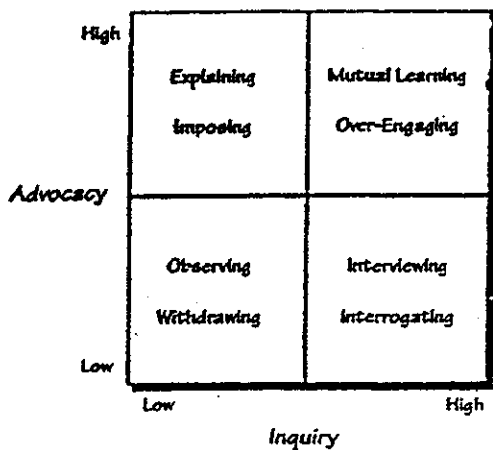 High
Explaining
Mutual Learning
Imposing
Over-Engaging
Advocacy
Observing
Interviewing
Withdrawing
Interrogating
Low
Low
High
Inquiry